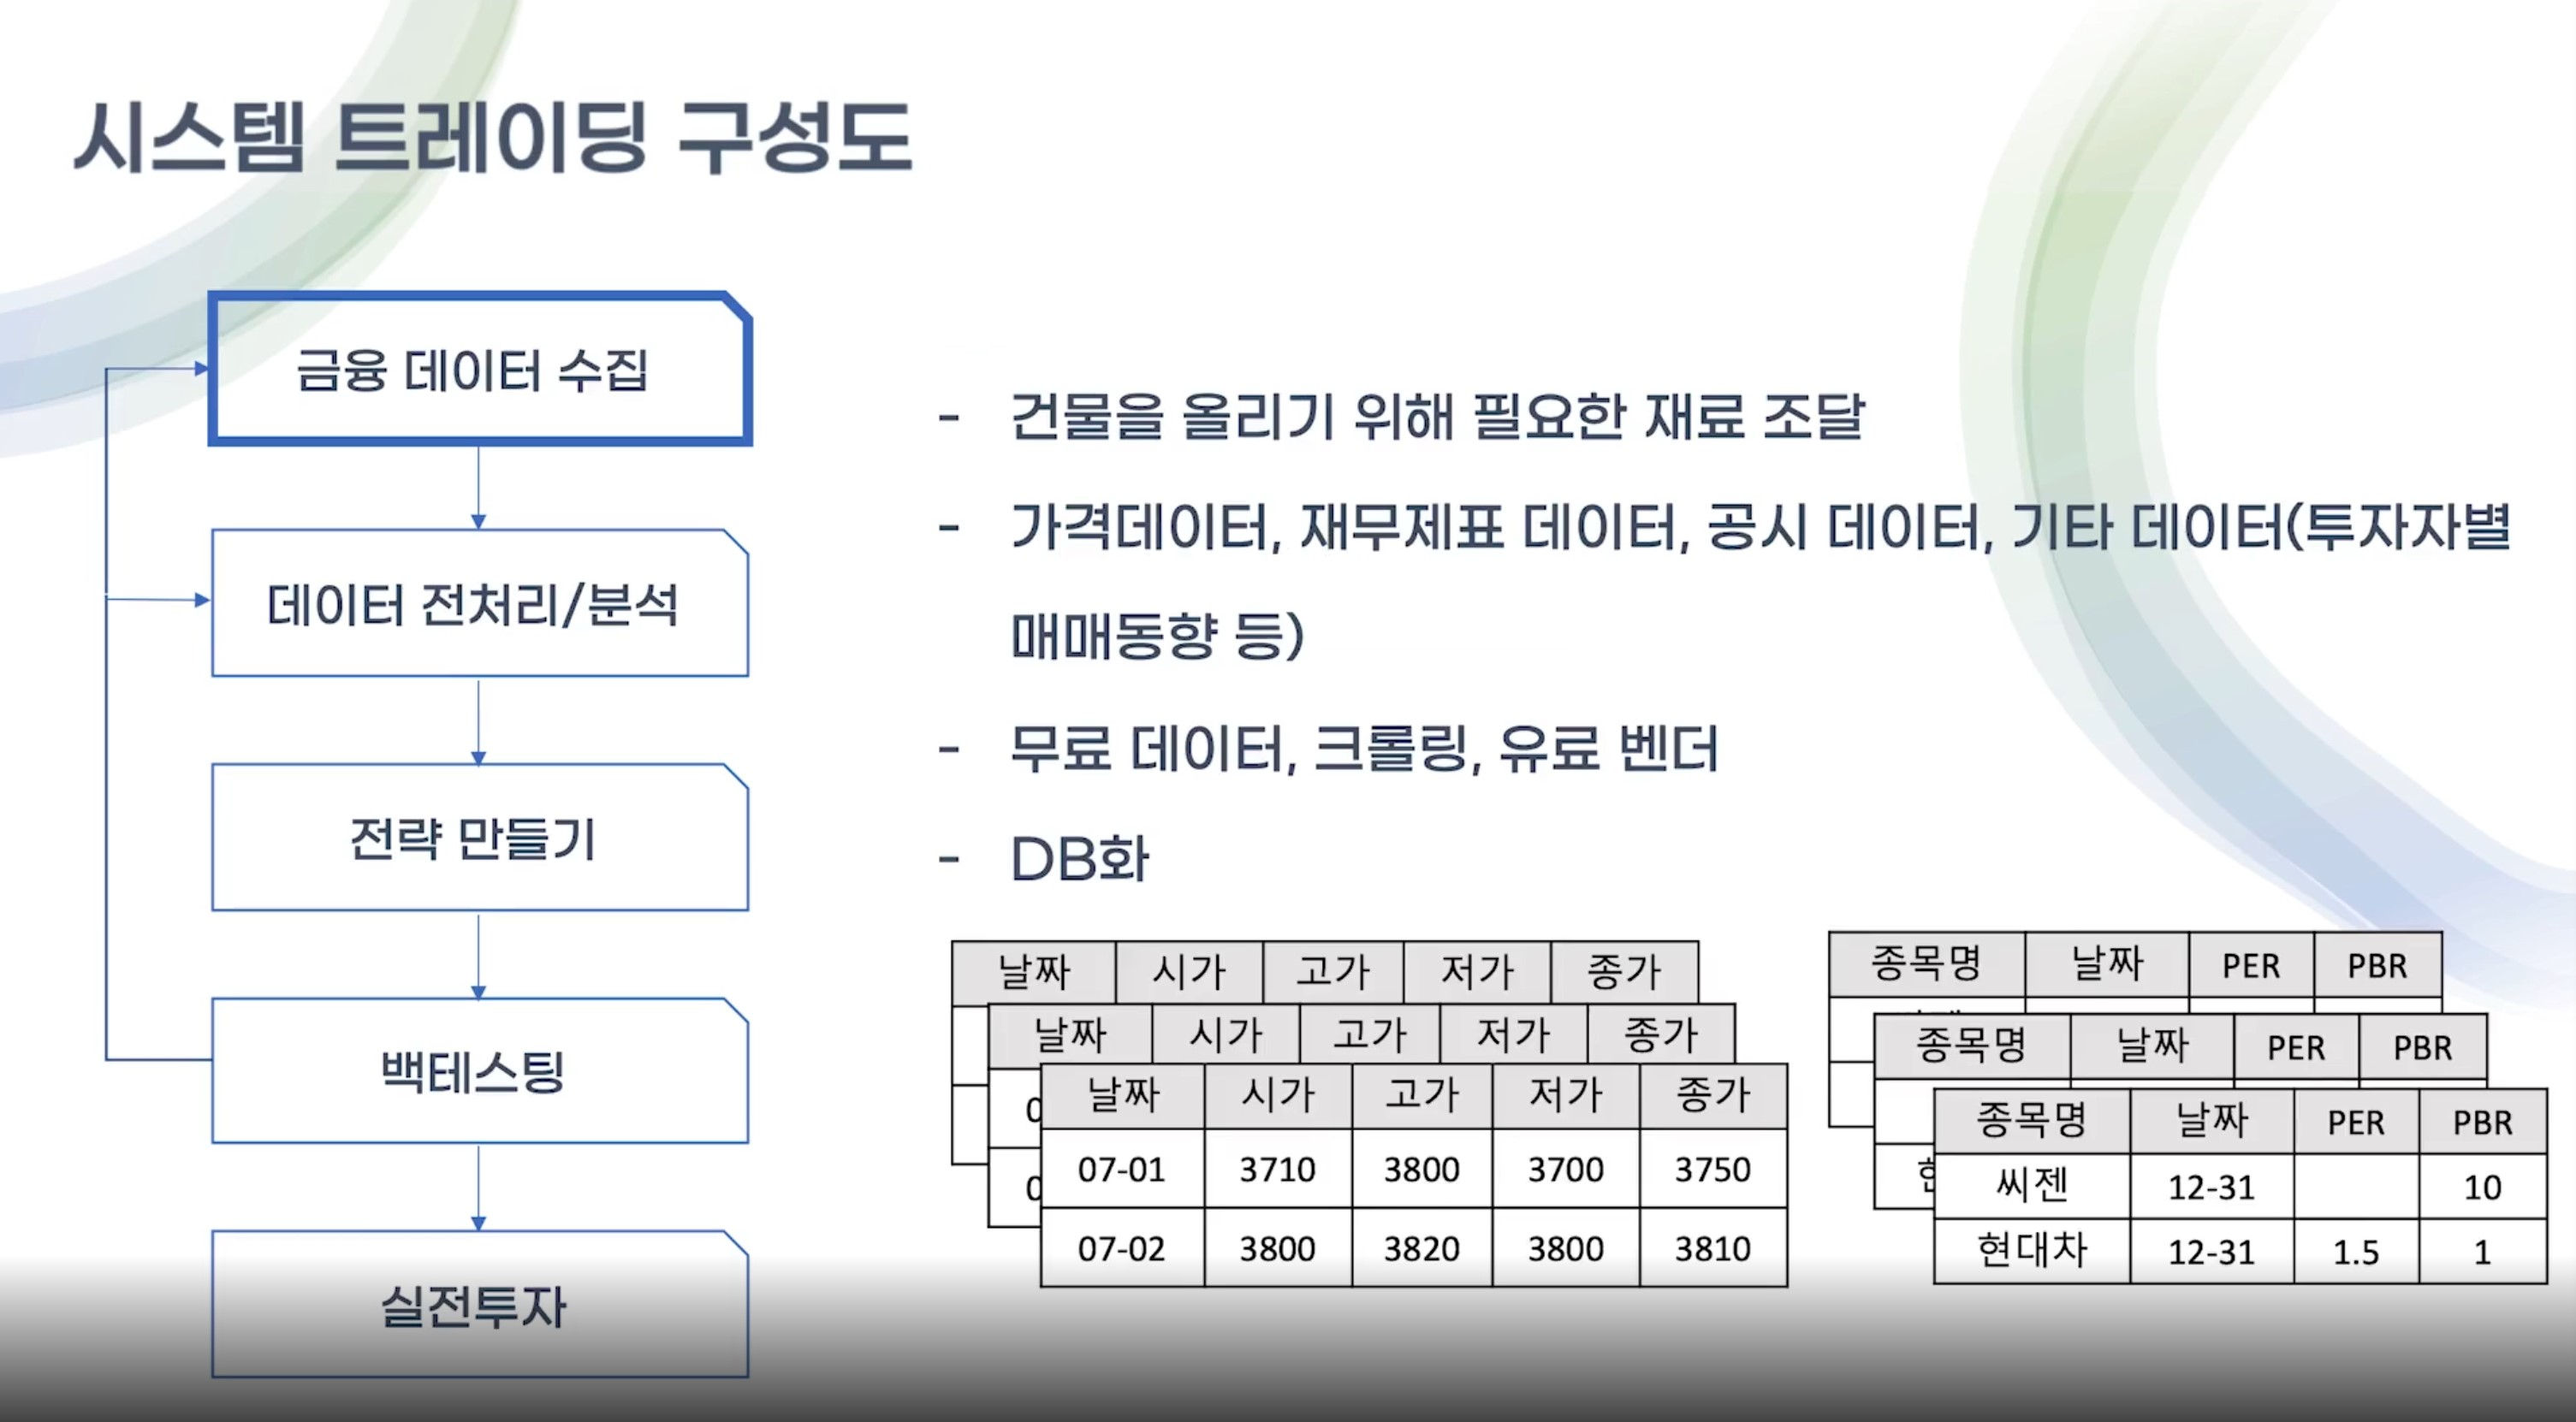 시스템 트레이딩 구성도
금융 데이터 수집
데이터 전처리/분석
전략 만들기
백테스팅
실전투자
- 건물을 올리기 위해 필요한 재료 조달
- 가격데이터, 재무제표 데이터, 공시 데이터, 기타 데이터(투자자별
매매동향 등)
- 무료 데이터, 크롤링, 유료 벤더
- DB화
날짜 시가 고가 저가 종가
날짜 시가 고가 저가 종가
날짜 시가 고가 저가 종가
07-01 3710 3800 3700 3750
07-02 3800 3820 3800 3810
종목명 날짜 PER PBR
종목명 날짜 PER PBR
종목명 날짜 PER PBR
씨젠 12-31 10
현대차 12-31 1.5 1